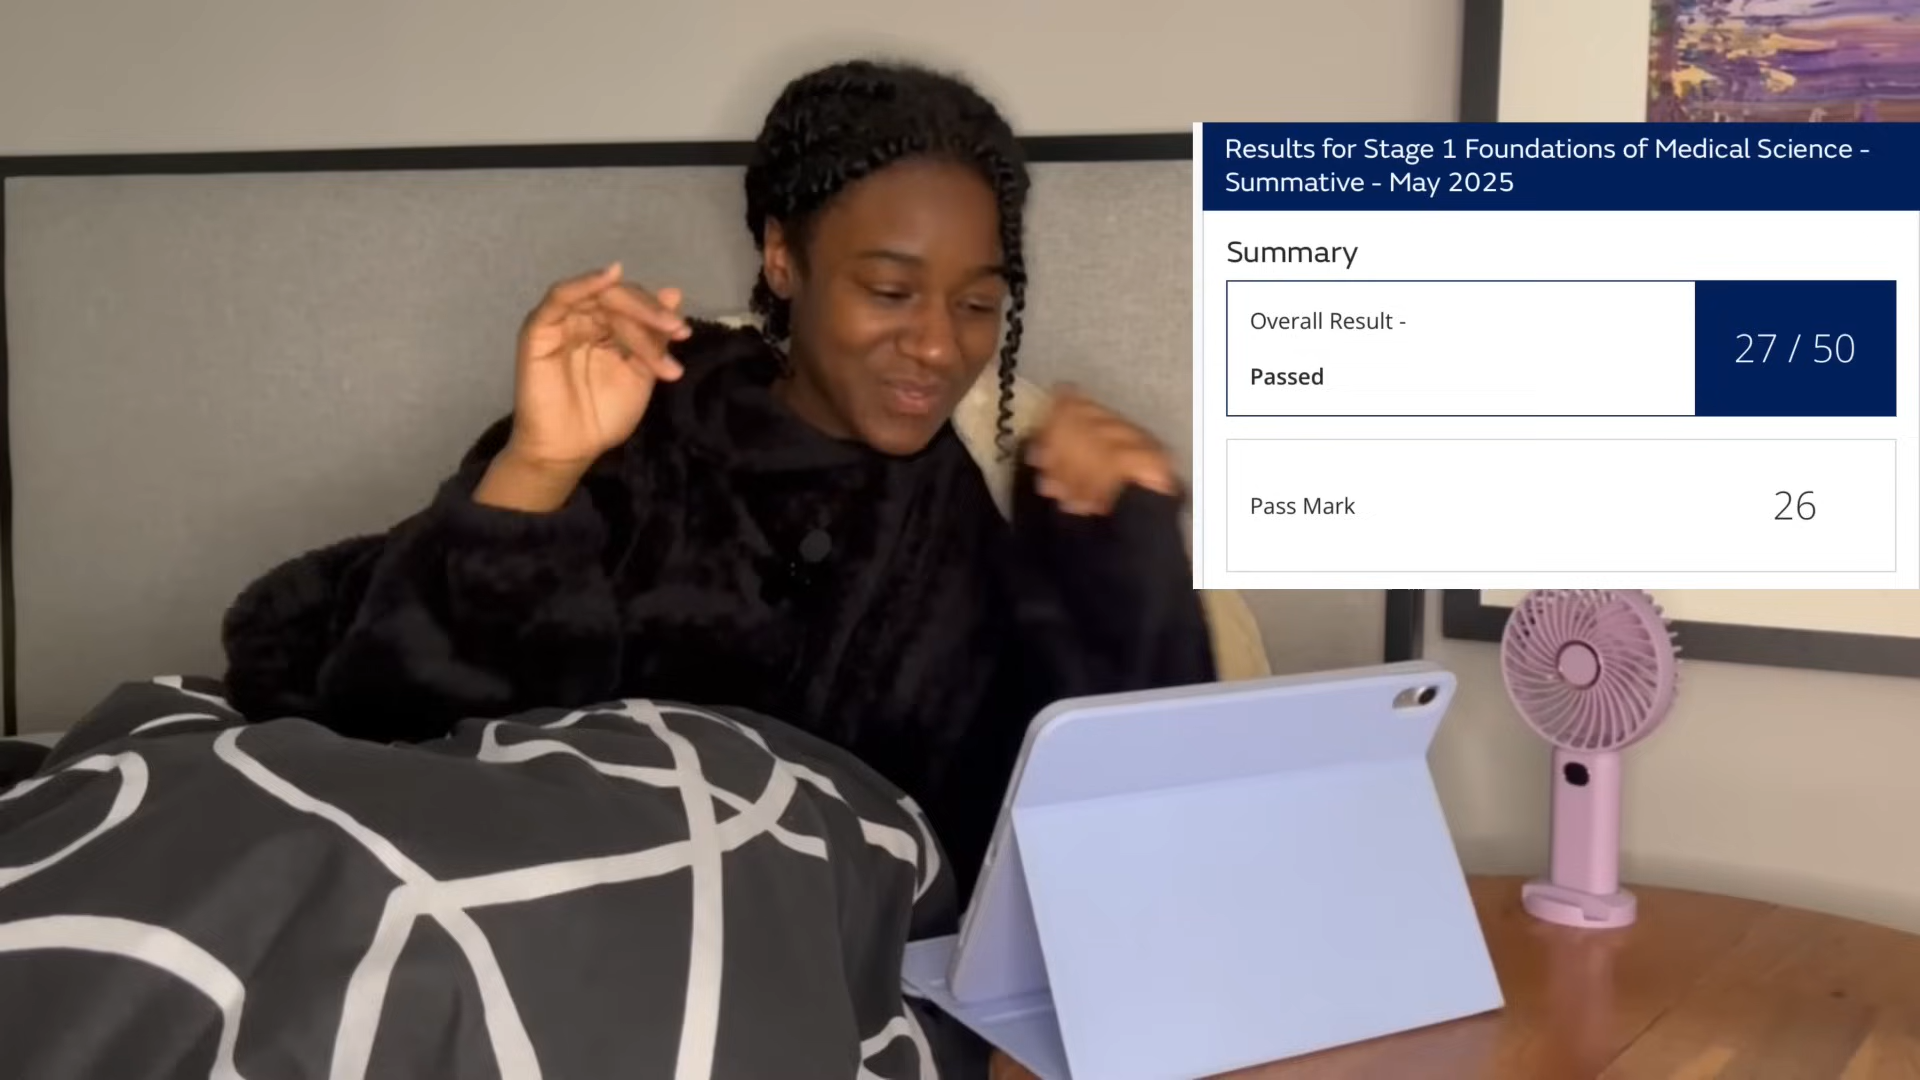 Results for Stage 1 Foundations of Medical Science -
Summative - May 2025
Summary
Overall Result -
Passed
27 / 50
Pass Mark
26